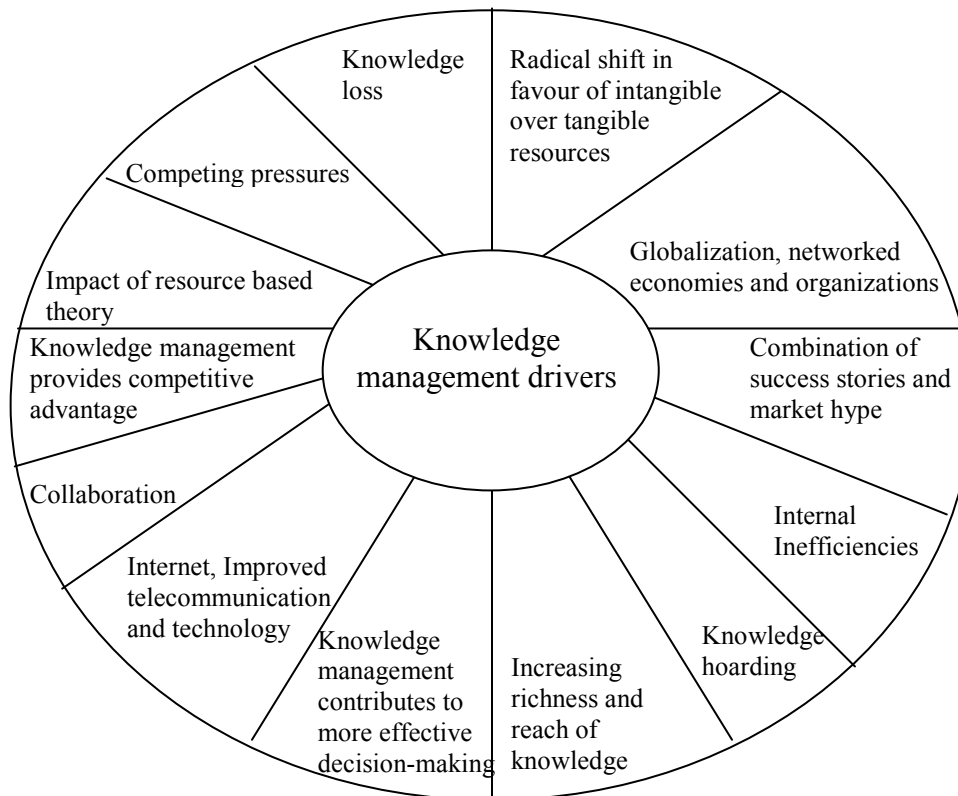 Knowledge
loss
Radical shift in
favour of intangible
over tangible
resources
Competing pressures
Globalization, networked
economies and organizations
Impact of resource based
theory
Knowledge
management drivers
Knowledge management
provides competitive
advantage
Combination of
success stories and
market hype
Collaboration
Internal
Inefficiencies
Internet, Improved
telecommunication
and technology
Knowledge
hoarding
Knowledge
management
contributes to
more effective
decision-making
Increasing
richness and
reach of
knowledge